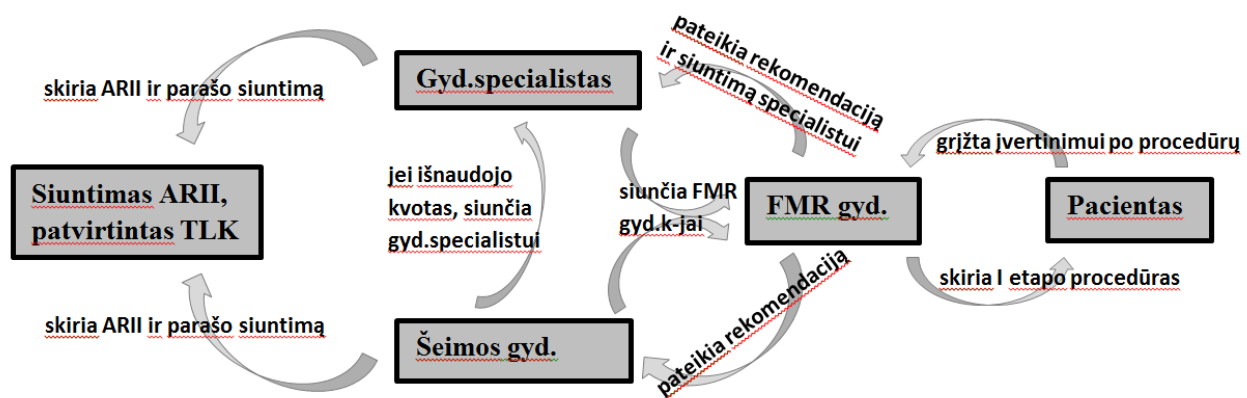 skiria ARII ir parašo siuntimą
Gyd.specialistas
pateikia rekomendaciją
ir siuntimą specialistui
grįžta įvertinimui po procedūrų
Siuntimas ARII,
patvirtintas TLK
jei išnaudojo
kvotas, siunčia
gyd.specialistui
siunčia FMR
gyd.k-jai
FMR gyd.
Pacientas
skiria I etapo procedūras
skiria ARII ir parašo siuntimą
Šeimos gyd.
pateikia rekomendaciją